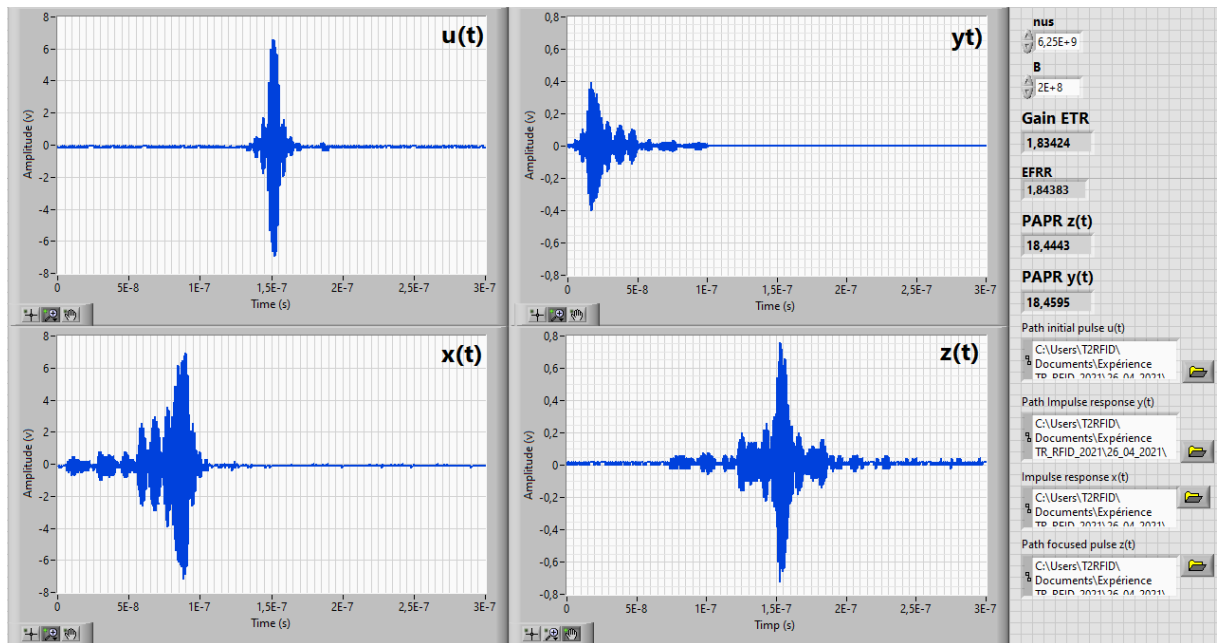 u(t)
8
6
4
2
0
-2
-4
-6
-8
Amplitude (v)
0
5E-8
1E-7
1,5E-7
2E-7
2,5E-7
3E-7
Time (s)
yt)
0,8
0,6
0,4
0,2
0
-0,2
-0,4
-0,6
-0,8
Amplitude (v)
0
5E-8
1E-7
1,5E-7
2E-7
2,5E-7
3E-7
Time (s)
x(t)
8
6
4
2
0
-2
-4
-6
-8
Amplitude (v)
0
5E-8
1E-7
1,5E-7
2E-7
2,5E-7
3E-7
Time (s)
z(t)
0,8
0,6
0,4
0,2
0
-0,2
-0,4
-0,6
-0,8
Amplitude (v)
0
5E-8
1E-7
1,5E-7
2E-7
2,5E-7
3E-7
Timp (s)
nus
6,25E+9
B
2E+8
Gain ETR
1,83424
EFRR
1,84383
PAPR z(t)
18,4443
PAPR y(t)
18,4595
Path initial pulse u(t)
C:\Users\T2RFID\
Documents\Expérience
TR_RFID_2021\26_04_2021\
Path Impulse response y(t)
C:\Users\T2RFID\
Documents\Expérience
TR_RFID_2021\26_04_2021\
Impulse response x(t)
C:\Users\T2RFID\
Documents\Expérience
TR_RFID_2021\26_04_2021\
Path focused pulse z(t)
C:\Users\T2RFID\
Documents\Expérience
TR_RFID_2021\26_04_2021\